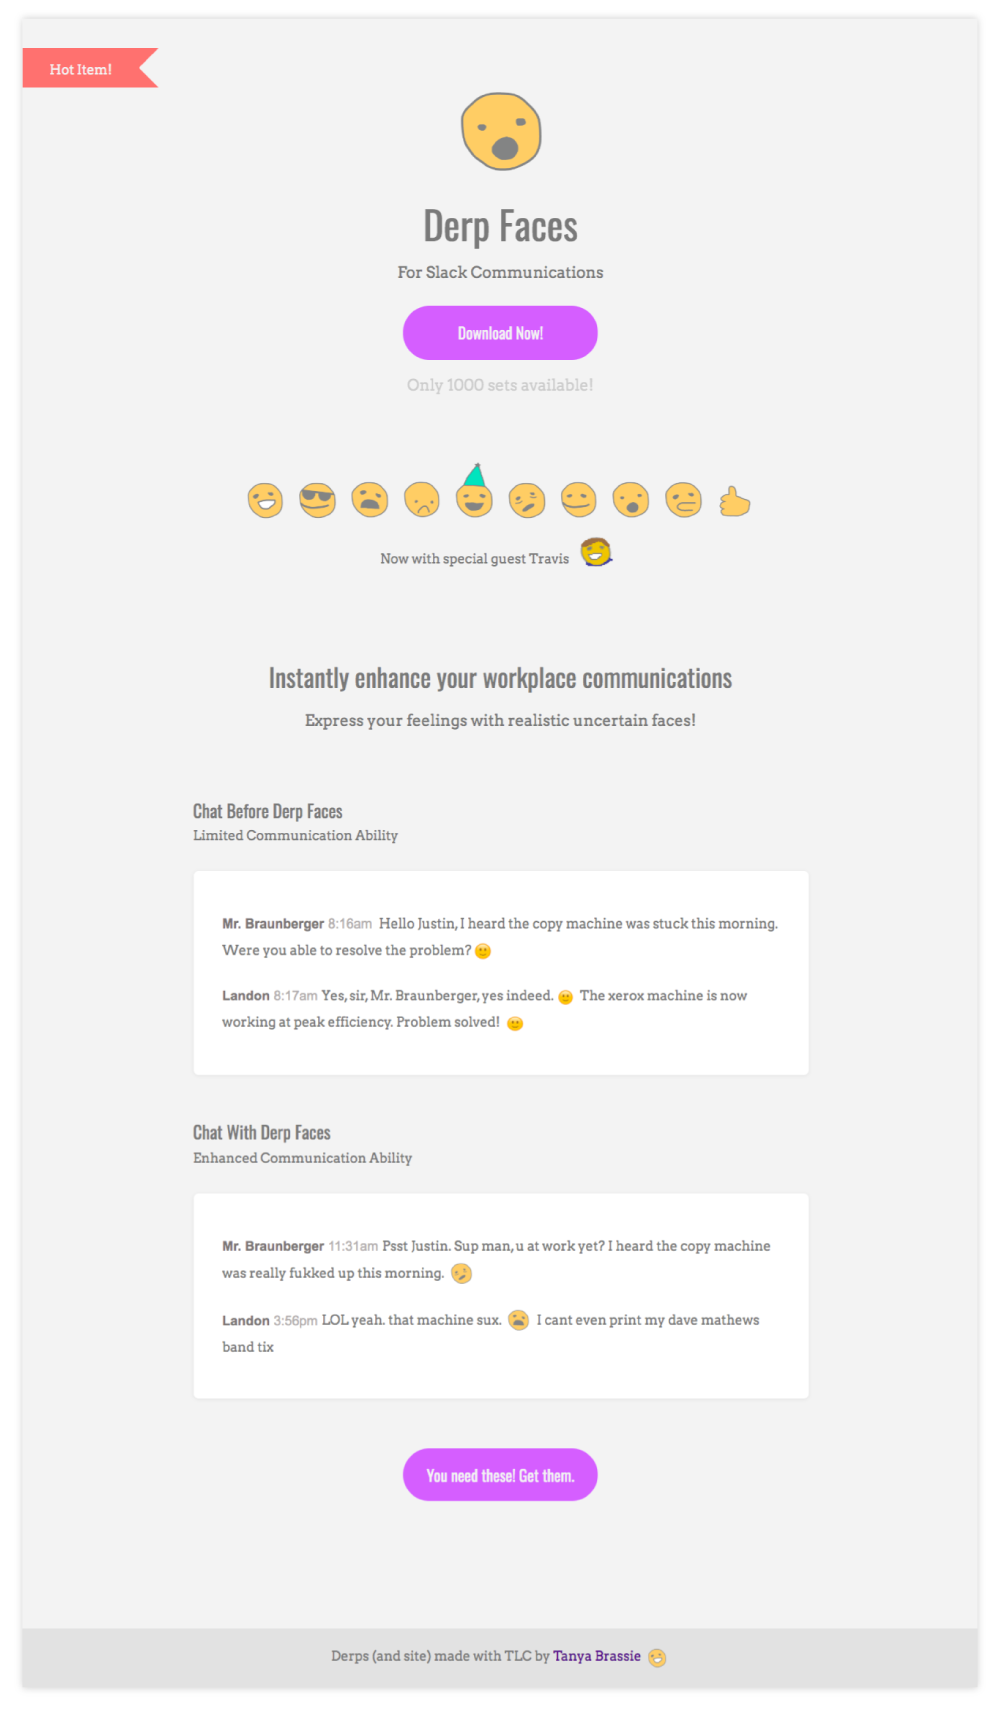 Hot Item!
Derp Faces
For Slack Communications
Download Now!
Only 1000 sets available!
Now with special guest Travis
Instantly enhance your workplace communications
Express your feelings with realistic uncertain faces!
Chat Before Derp Faces
Limited Communication Ability
Mr. Braunberger 8:16am Hello Justin, I heard the copy machine was stuck this morning.
Were you able to resolve the problem?
Landon 8:17am Yes, sir, Mr. Braunberger, yes indeed. The xerox machine is now
working at peak efficiency. Problem solved!
Chat With Derp Faces
Enhanced Communication Ability
Mr. Braunberger 11:31am Psst Justin. Sup man, u at work yet? I heard the copy machine
was really fukked up this morning.
Landon 3:56pm LOL yeah. that machine sux. I cant even print my dave mathews
band tix
You need these! Get them.
Derps (and site) made with TLC by Tanya Brassie